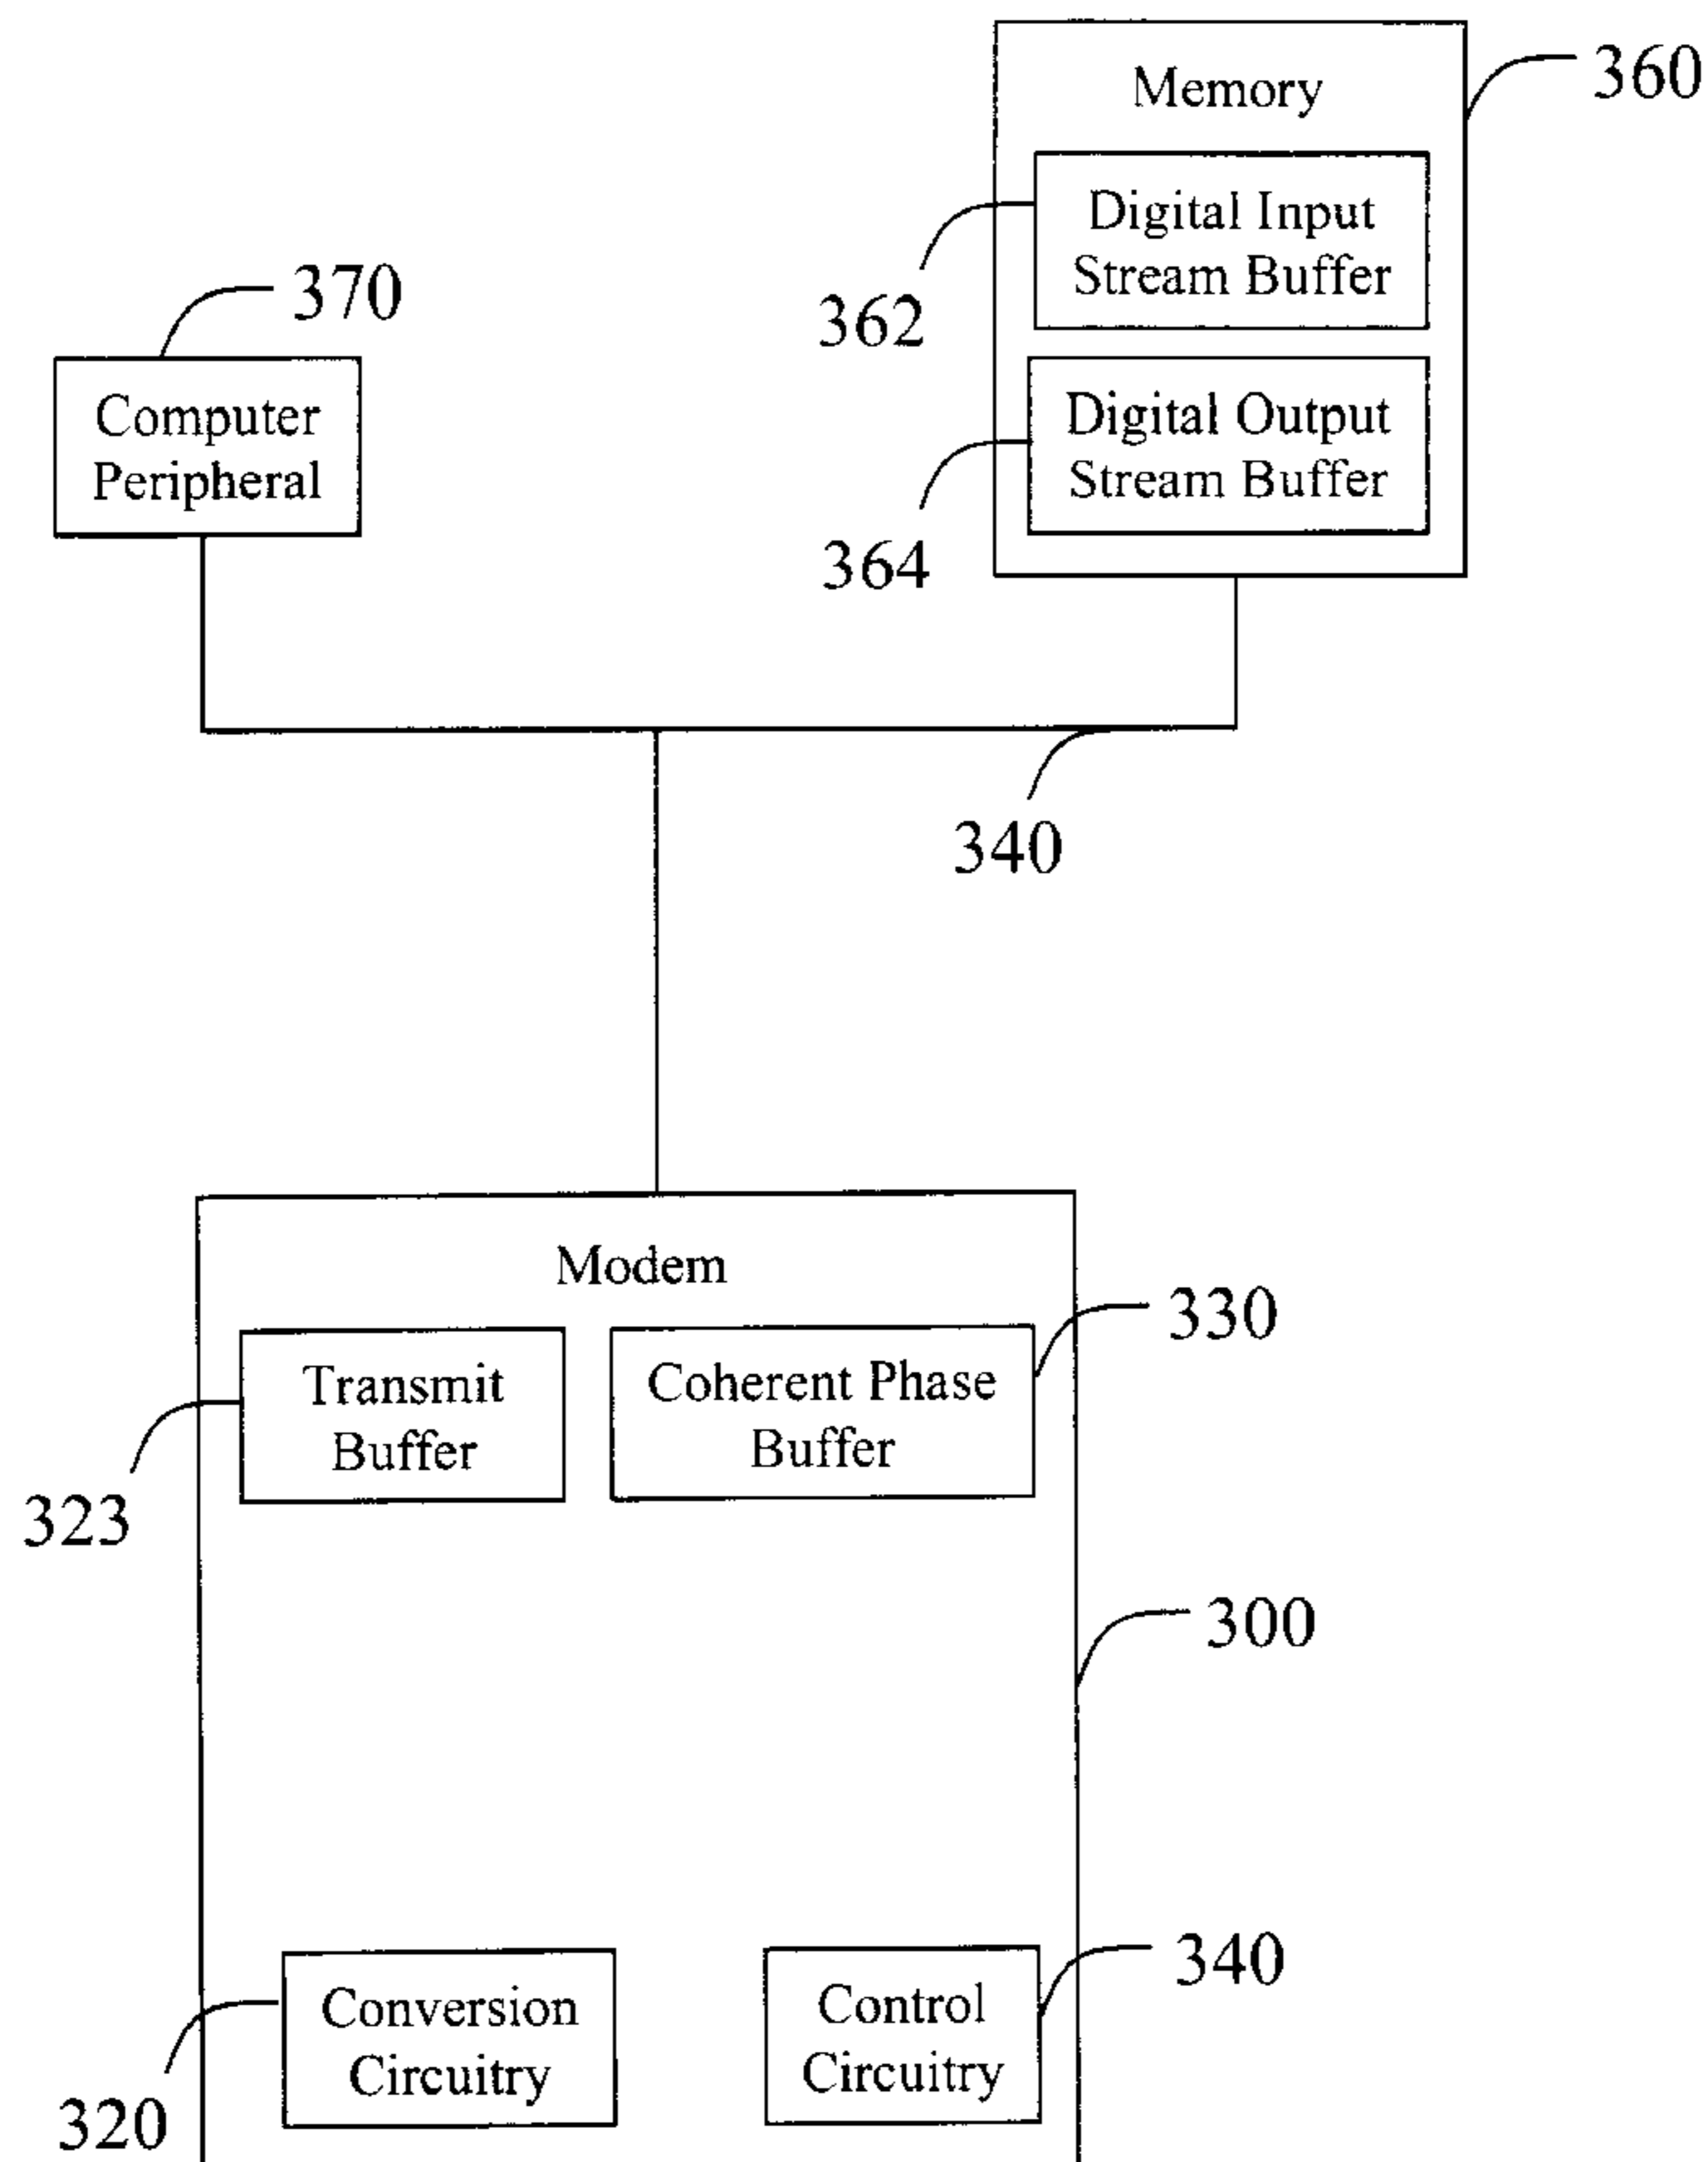 Memory
360
Digital Input
Stream Buffer
362
370
Computer
Peripheral
Digital Output
Stream Buffer
364
340
Modem
330
Transmit
Buffer
Coherent Phase
Buffer
323
300
340
Conversion
Circuitry
Control
Circuitry
320